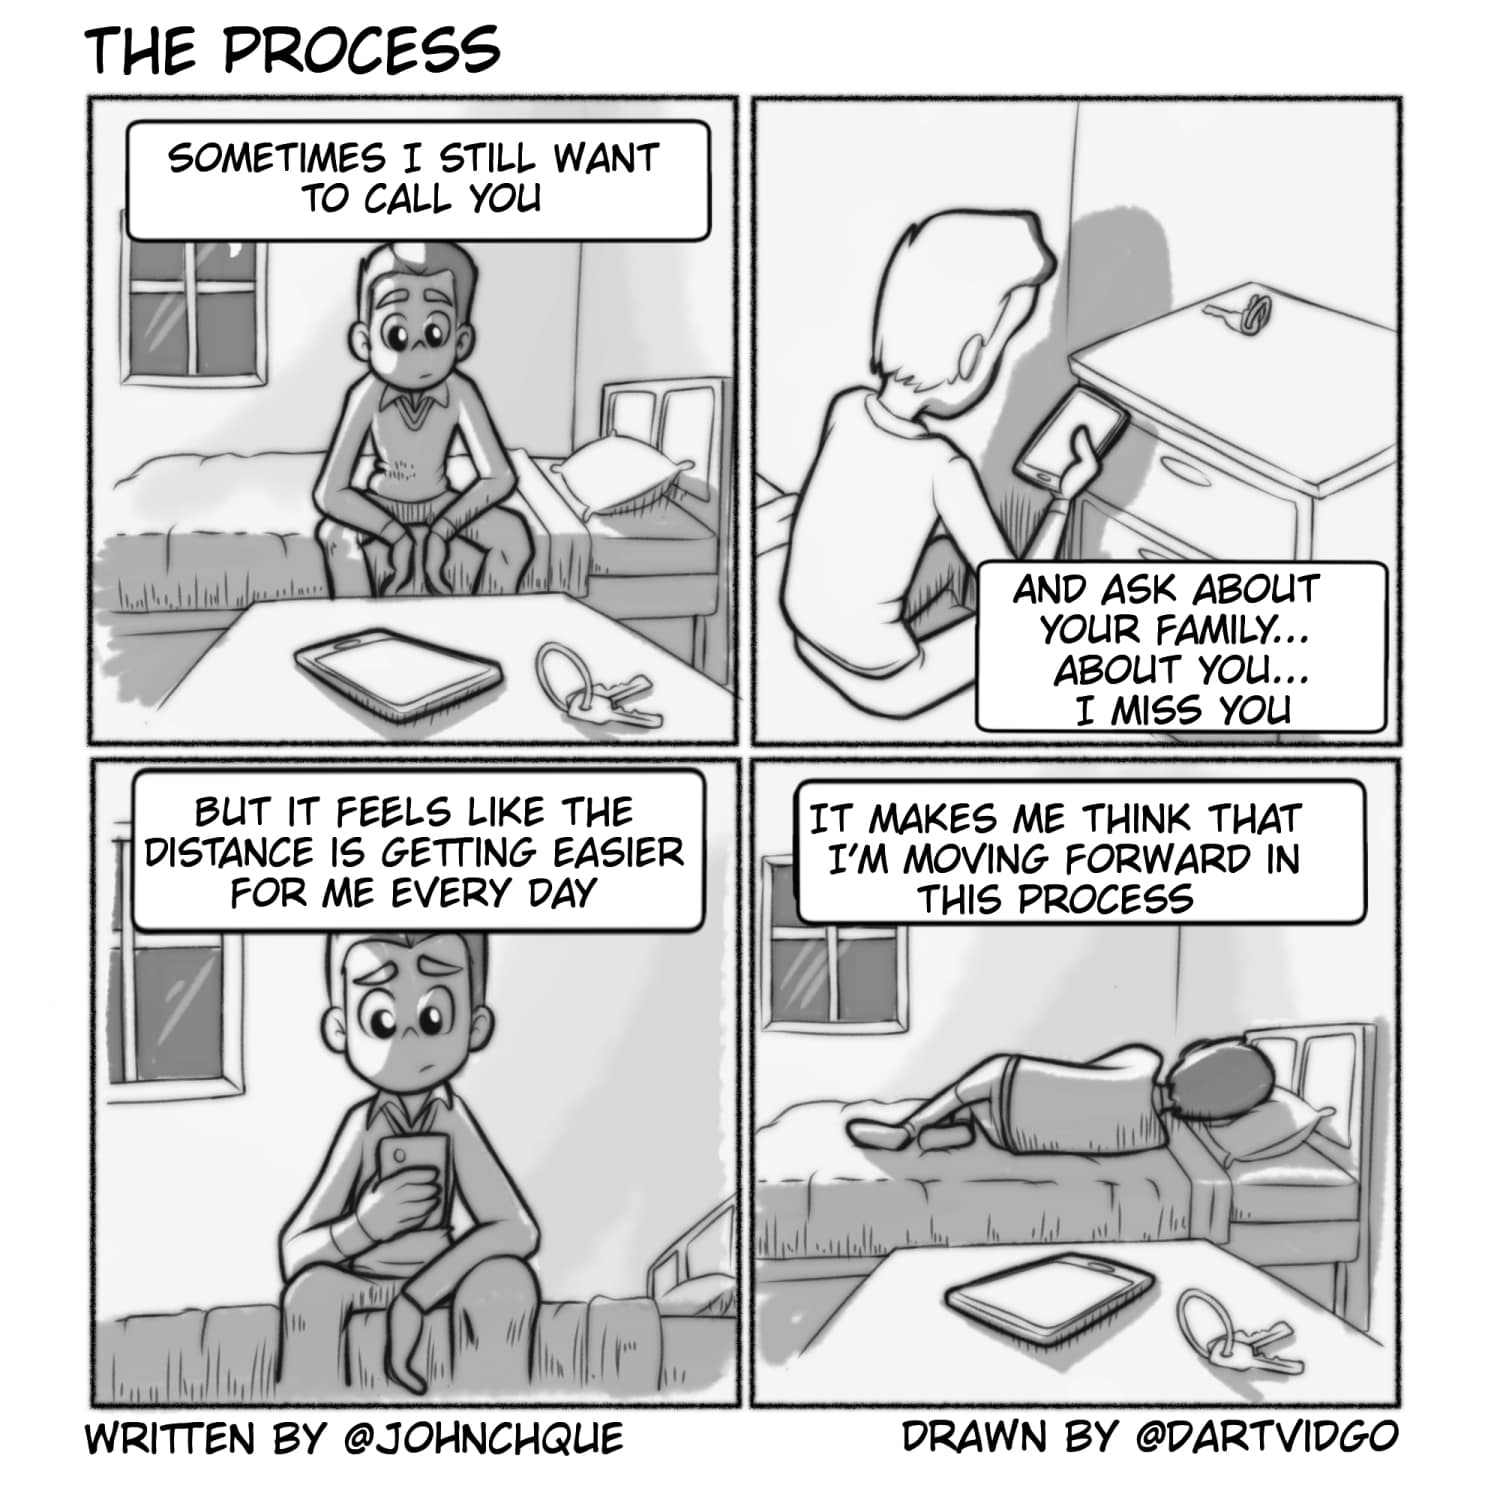 THE PROCESS
SOMETIMES I STILL WANT
TO CALL YOU
AND ASK ABOUT
YOUR FAMILY...
ABOUT YOU...
I MISS YOU
BUT IT FEELS LIKE THE
DISTANCE IS GETTING EASIER
FOR ME EVERY DAY
IT MAKES ME THINK THAT
I'M MOVING FORWARD IN
THIS PROCESS
WRITTEN BY @JOHNCHQUE
DRAWN BY @DARTVIDGO